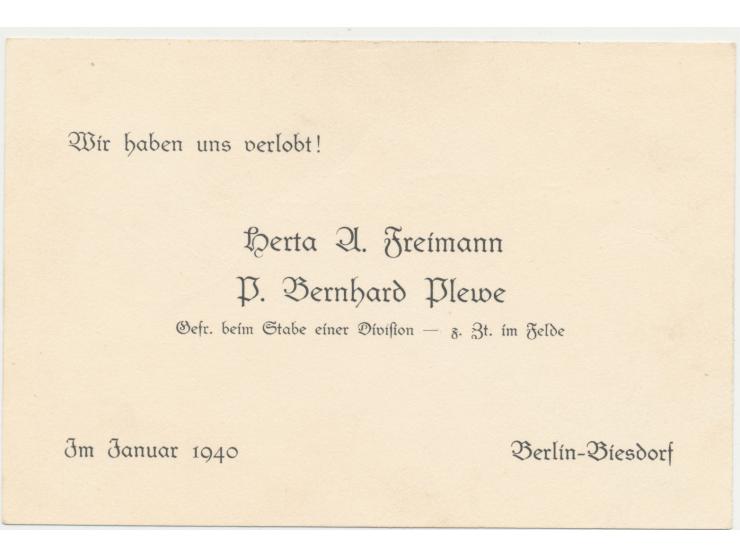 Wir haben uns verlobt!
Herta A. Freimann
P. Bernhard Plewe
Gefr. beim Stabe einer Diviſion — z. Zt. im Felde
Im Januar 1940
Berlin-Biesdorf